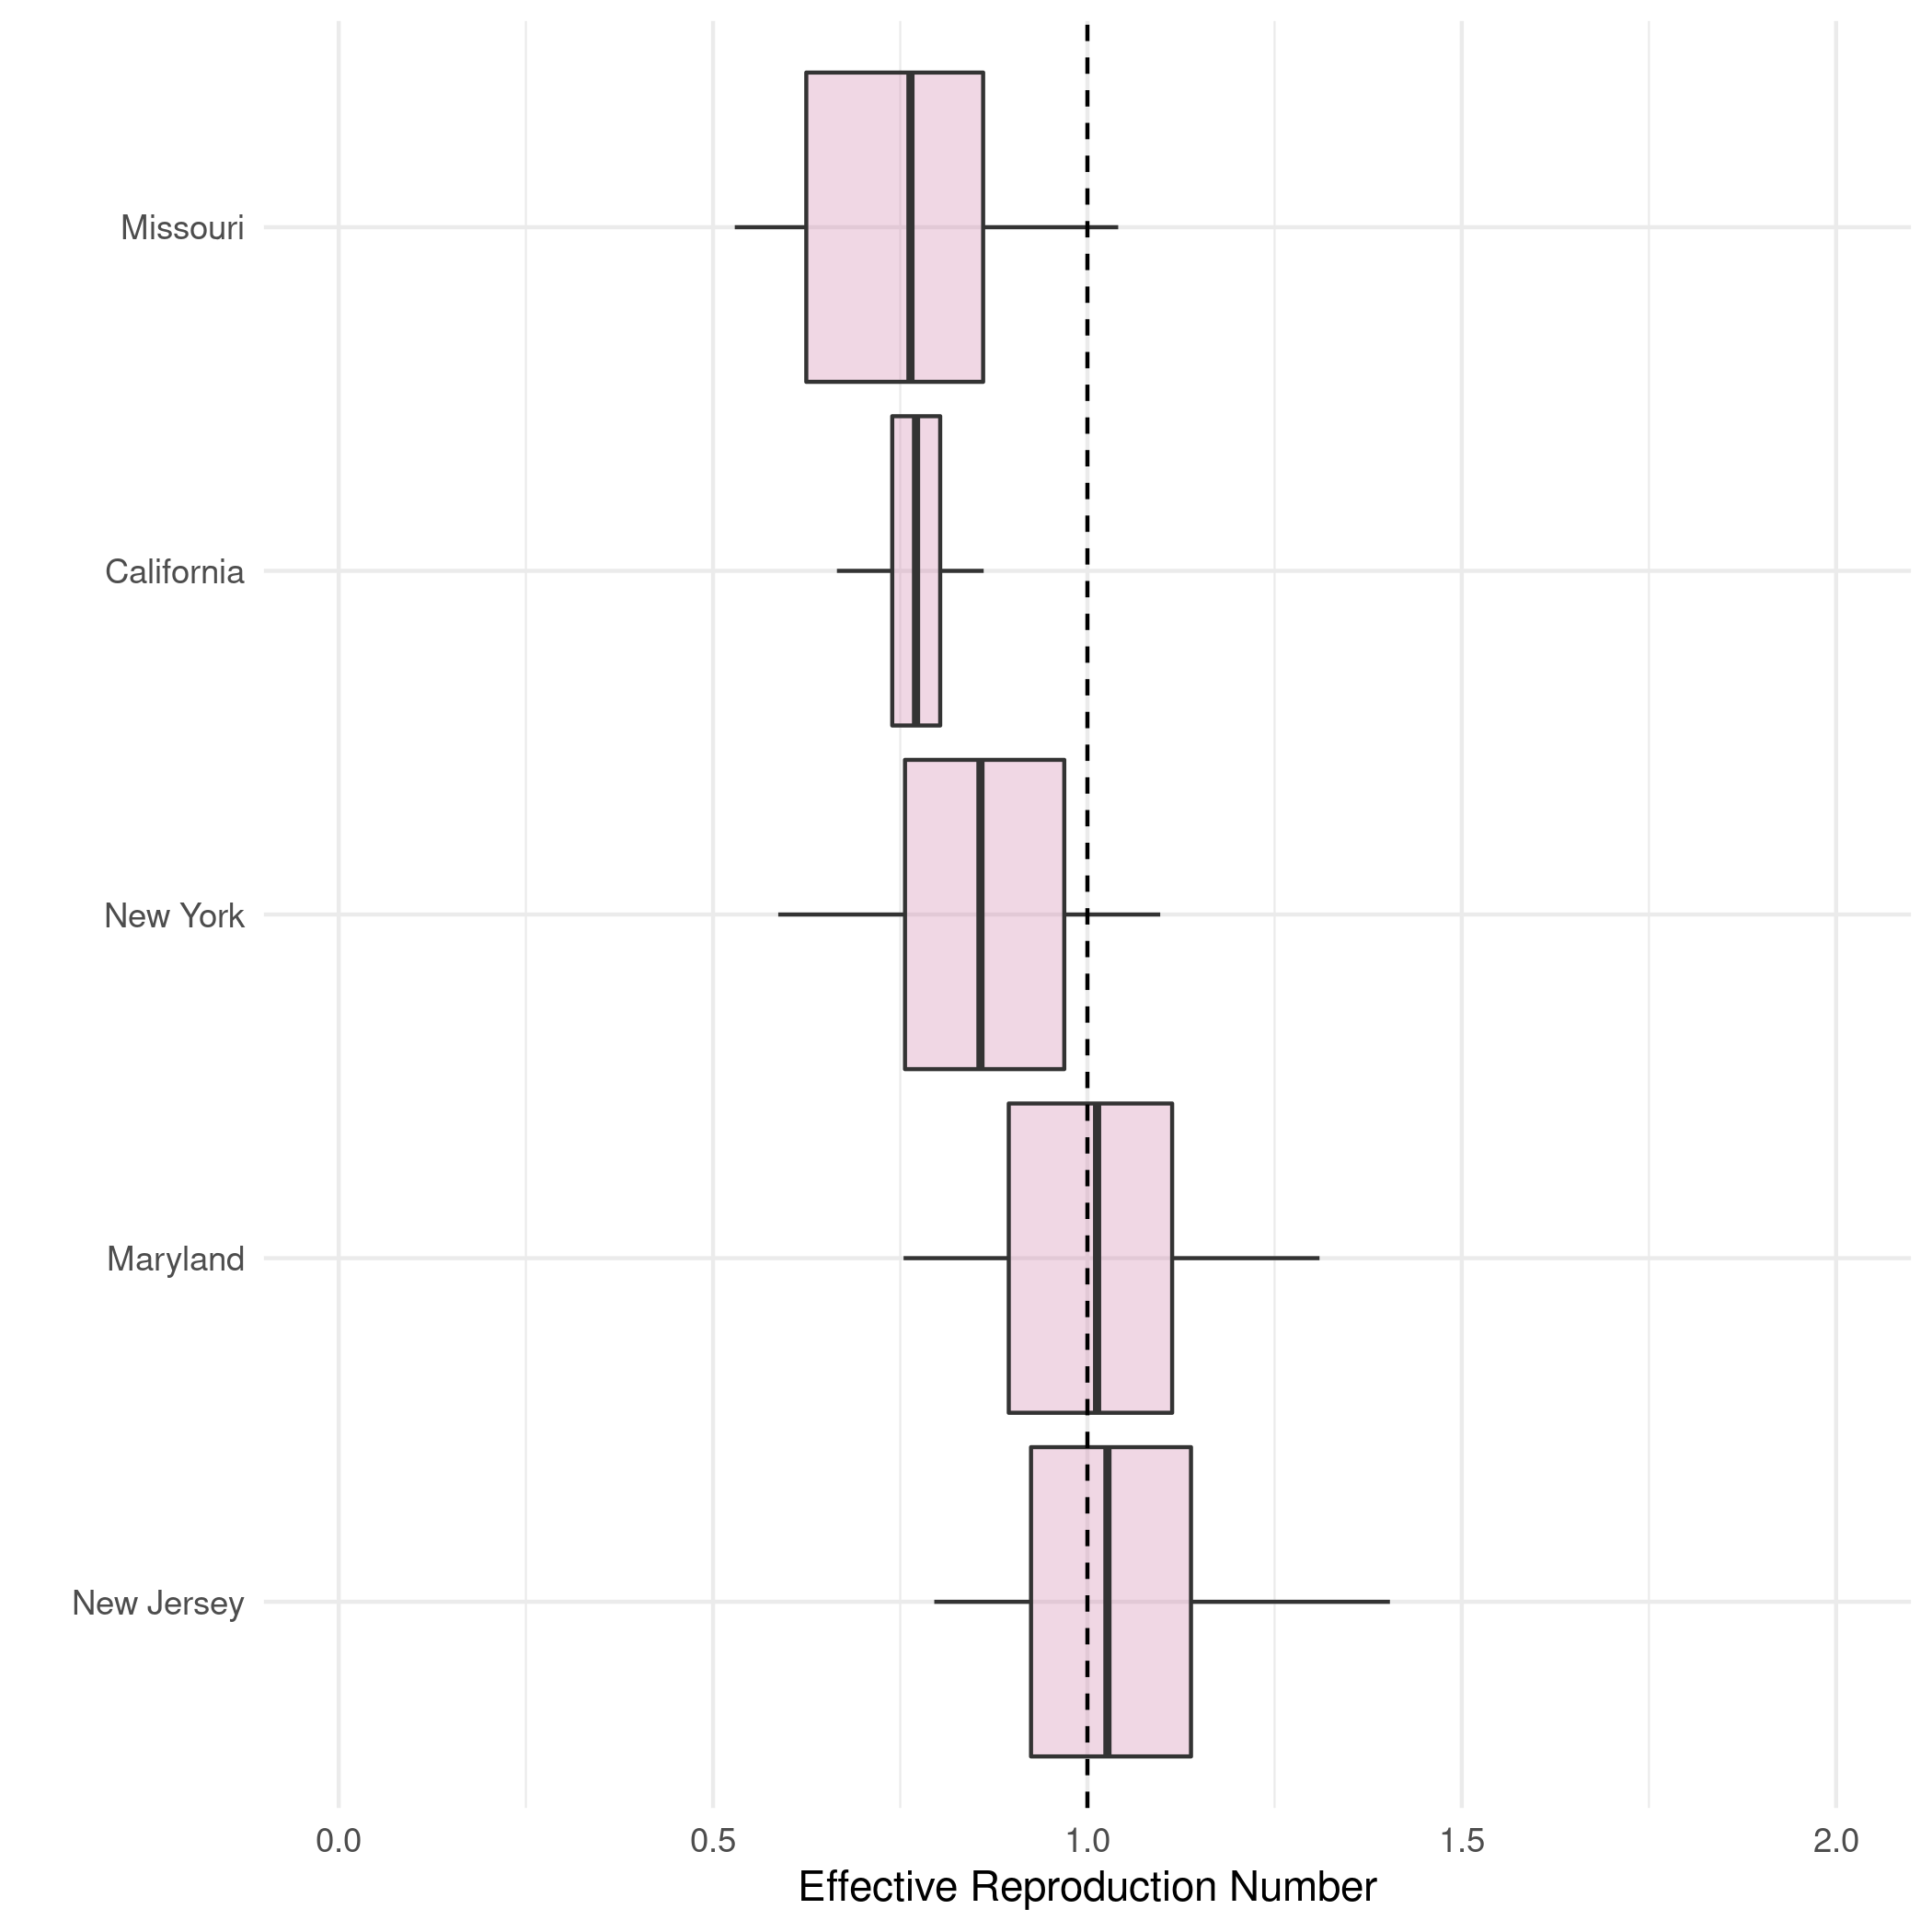 Missouri
California
New York
Maryland
New Jersey
0.0 0.5 1.0 1.5 2.0
Effective Reproduction Number